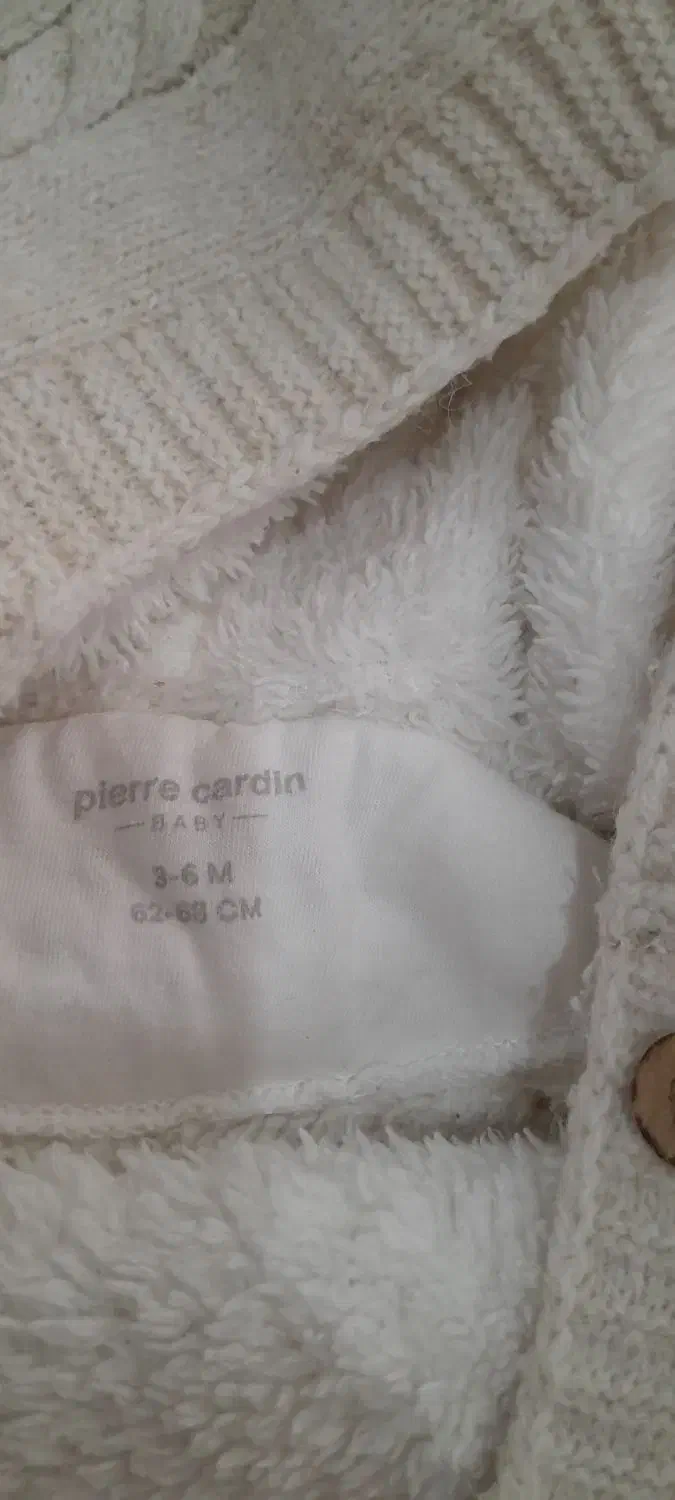 pierre cardin
BABY
3-6 M
62-68 CM